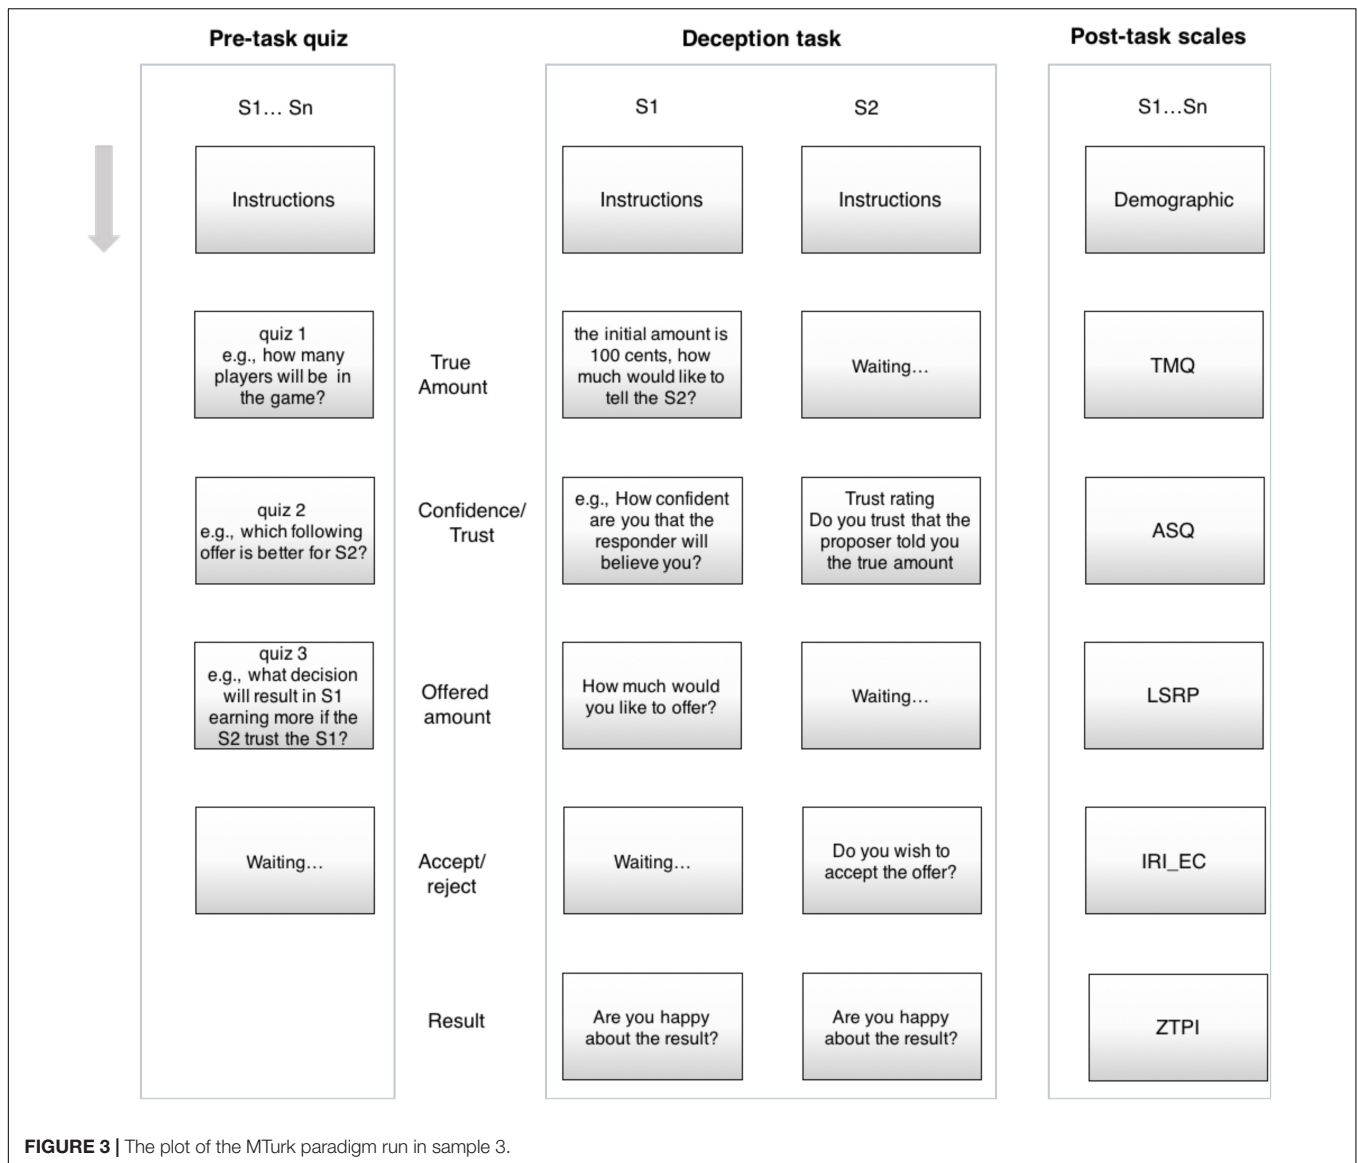 Pre-task quiz
S1... Sn
Instructions
quiz 1
e.g., how many
players will be in
the game?
quiz 2
e.g., which following
offer is better for S2?
quiz 3
e.g., what decision
will result in S1
earning more if the
S2 trust the S1?
Waiting...
Deception task
S1
S2
Instructions
Instructions
True
Amount
the initial amount is
100 cents, how
much would like to
tell the S2?
Waiting...
Confidence/
Trust
e.g., How confident
are you that the
responder will
believe you?
Trust rating
Do you trust that the
proposer told you
the true amount
Offered
amount
How much would
you like to offer?
Waiting...
Accept/
reject
Waiting...
Do you wish to
accept the offer?
Result
Are you happy
about the result?
Are you happy
about the result?
Post-task scales
S1...Sn
Demographic
TMQ
ASQ
LSRP
IRI_EC
ZTPI
FIGURE 3 | The plot of the MTurk paradigm run in sample 3.